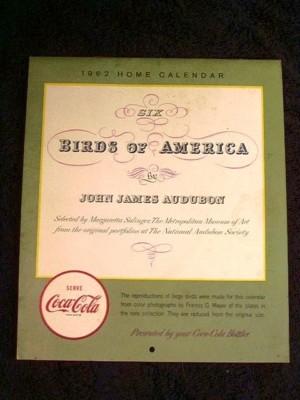 1962 HOME CALENDAR
SIX
BIRDS OF AMERICA
By
JOHN JAMES AUDUBON
Selected by Margaretta Salinger, The Metropolitan Museum of Art
from the original portfolios at The National Audubon Society
SERVE
Coca-Cola
The reproductions of these birds were made for this calendar
from color photographs by Francis G. Mayer of the plates in
the rare collection. They are reduced from the original size.
Presented by your Coca-Cola Bottler